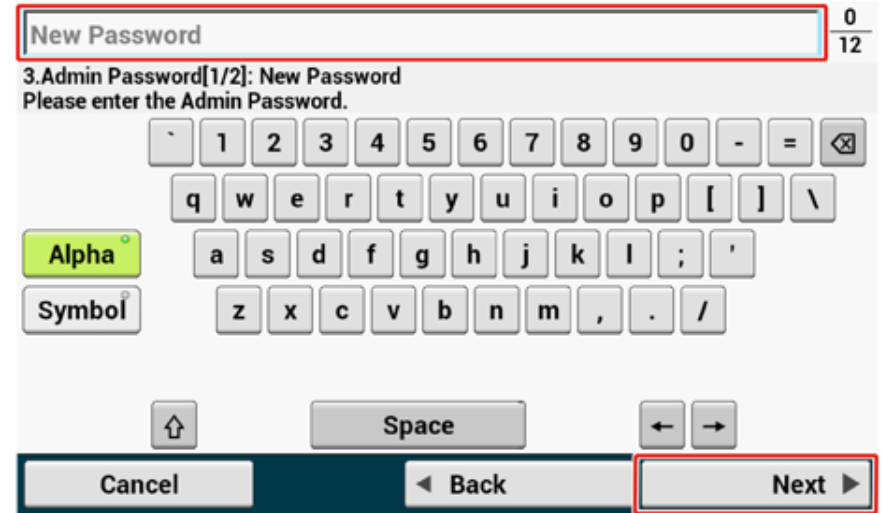 New Password
0
12
3.Admin Password[1/2]: New Password
Please enter the Admin Password.
` 1 2 3 4 5 6 7 8 9 0 - =
q w e r t y u i o p [ ] \
Alpha a s d f g h j k l ; '
Symbol z x c v b n m , . /
Space ← →
Cancel ◀ Back Next ▶